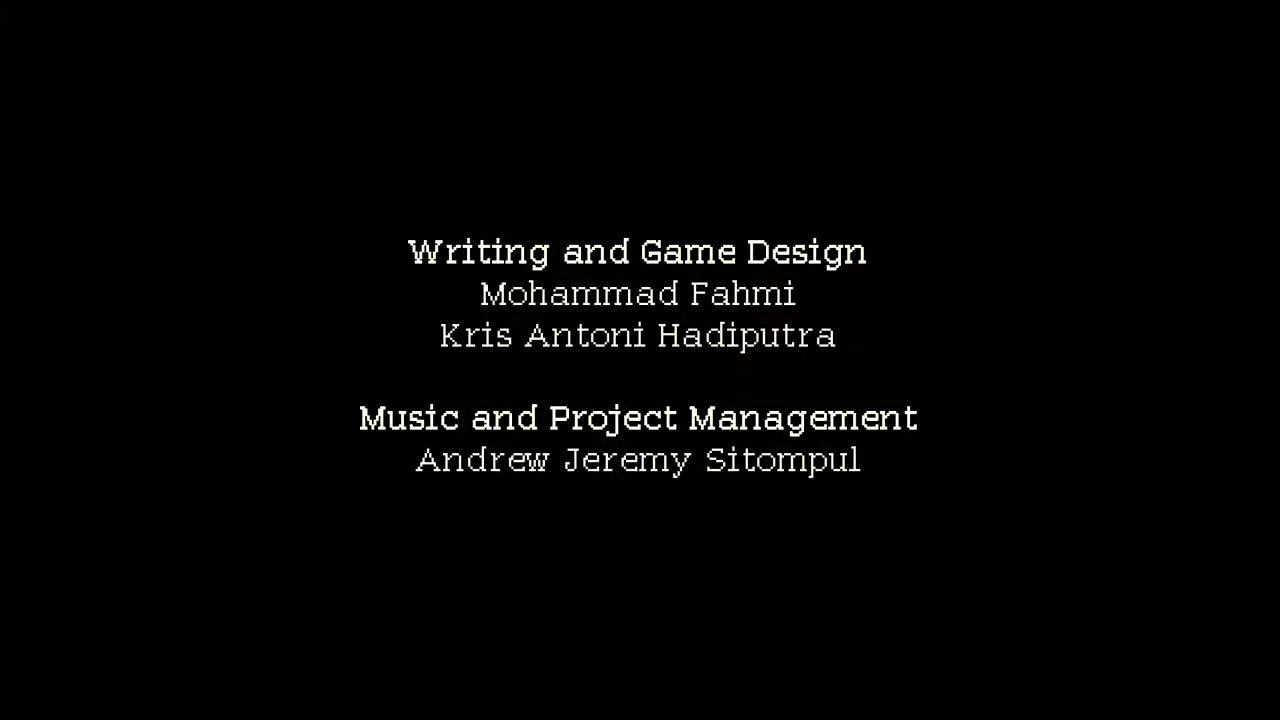 Writing and Game Design
Mohammad Fahmi
Kris Antoni Hadiputra
Music and Project Management
Andrew Jeremy Sitompul